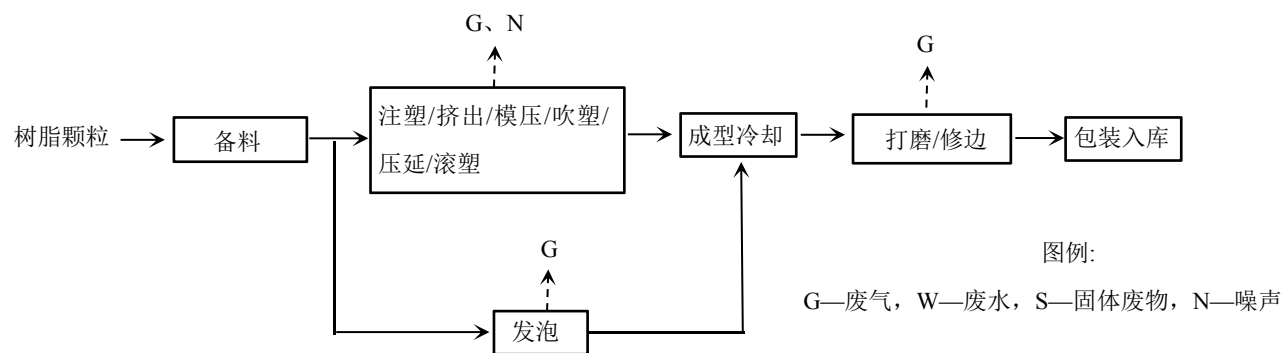 G、N
G
树脂颗粒
备料
注塑/挤出/模压/吹塑/
压延/滚塑
成型冷却
打磨/修边
包装入库
G
发泡
图例:
G—废气，W—废水，S—固体废物，N—噪声